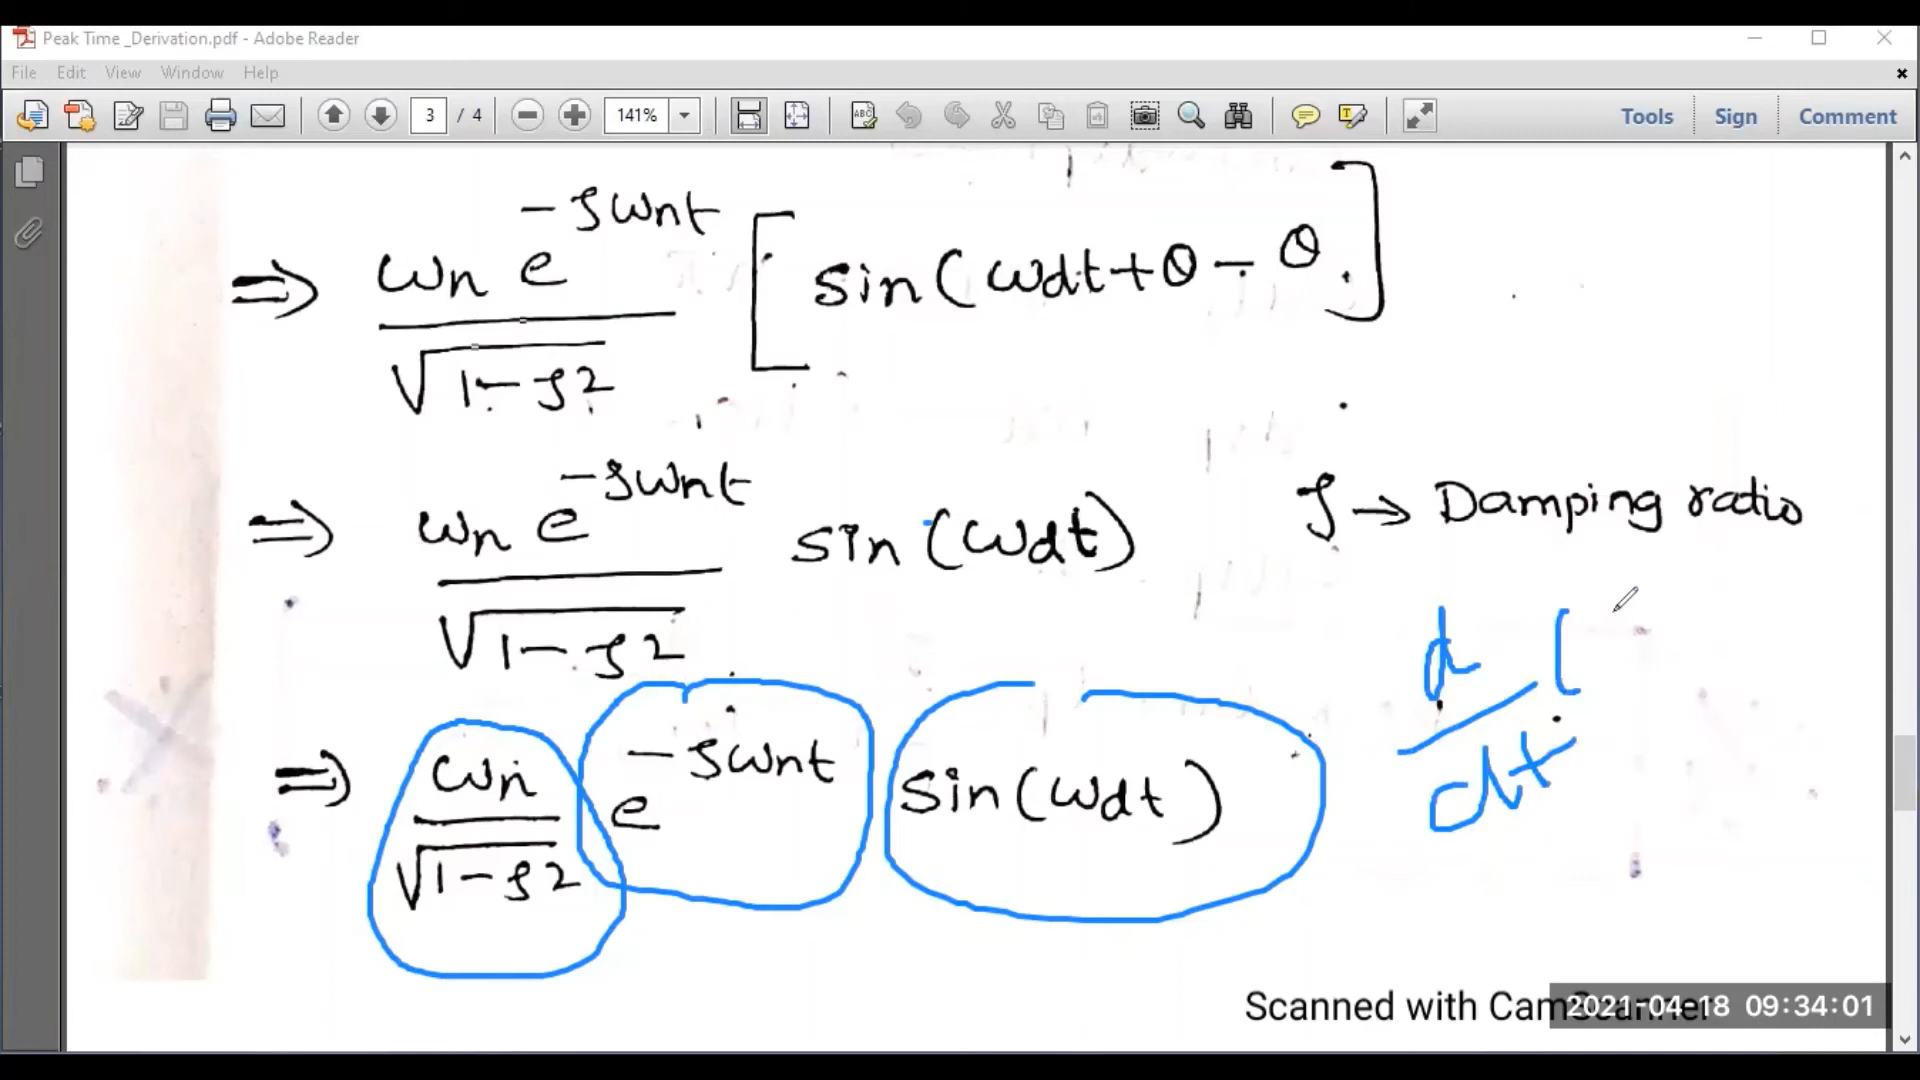 Peak Time _Derivation.pdf - Adobe Reader
File Edit View Window Help
3 / 4 141% Tools Sign Comment
⇒ ωn e^-ζωnt / √1-ζ2 [ sin(ωdt+θ-θ ]
⇒ ωn e^-ζωnt / √1-ζ2 sin(ωdt) ζ → Damping ratio
⇒ ωn / √1-ζ2 e^-ζωnt sin(ωdt) d/dt (
Scanned with CamScanner
2021-04-18 09:34:01